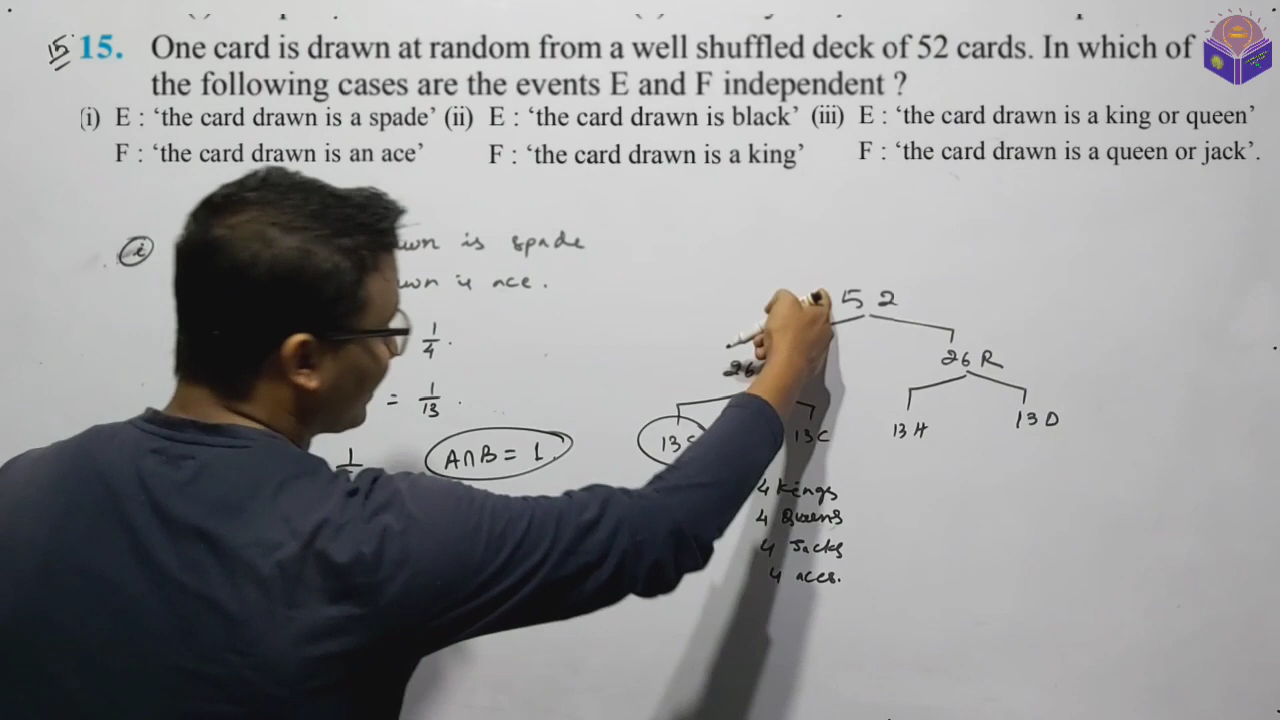 15. 15. One card is drawn at random from a well shuffled deck of 52 cards. In which of
the following cases are the events E and F independent ?
(i) E : ‘the card drawn is a spade’ (ii) E : ‘the card drawn is black’ (iii) E : ‘the card drawn is a king or queen’
F : ‘the card drawn is an ace’ F : ‘the card drawn is a king’ F : ‘the card drawn is a queen or jack’.
(i) wn is spade
wn is ace.
52
1/4.
26 26 R
= 1/13.
13 13C 13 H 13 D
A∩B = 1.
4 Kings
4 Queens
4 Jacks
4 aces.